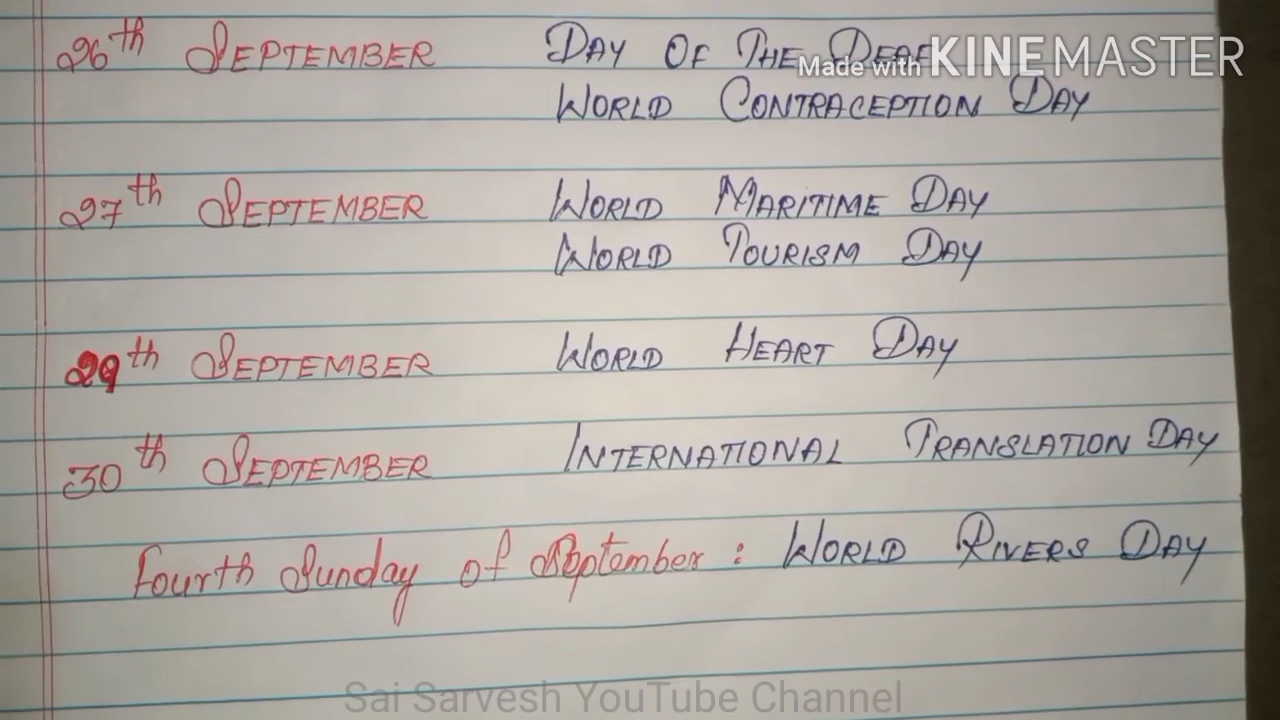 26th SEPTEMBER DAY OF THE DEAF
Made with KINEMASTER
WORLD CONTRACEPTION DAY
27th SEPTEMBER WORLD MARITIME DAY
WORLD TOURISM DAY
29th SEPTEMBER WORLD HEART DAY
30th SEPTEMBER INTERNATIONAL TRANSLATION DAY
Fourth Sunday of September : WORLD RIVERS DAY
Sai Sarvesh YouTube Channel